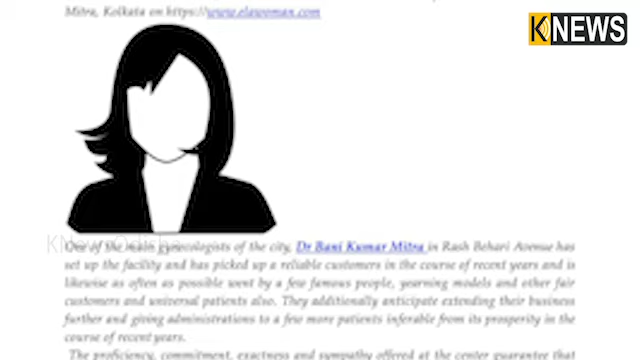 Mitra, Kolkata on https://www.elawoman.com
KNEWS
One of the main gynecologists of the city, Dr Bani Kumar Mitra in Rash Behari Avenue has
set up the facility and has picked up a reliable customers in the course of recent years and is
likewise as often as possible went by a few famous people, yearning models and other fair
customers and universal patients also. They additionally anticipate extending their business
further and giving administrations to a few more patients inferable from its prosperity in the
course of recent years.
The proficiency, commitment, exactness and sympathy offered at the center guarantee that